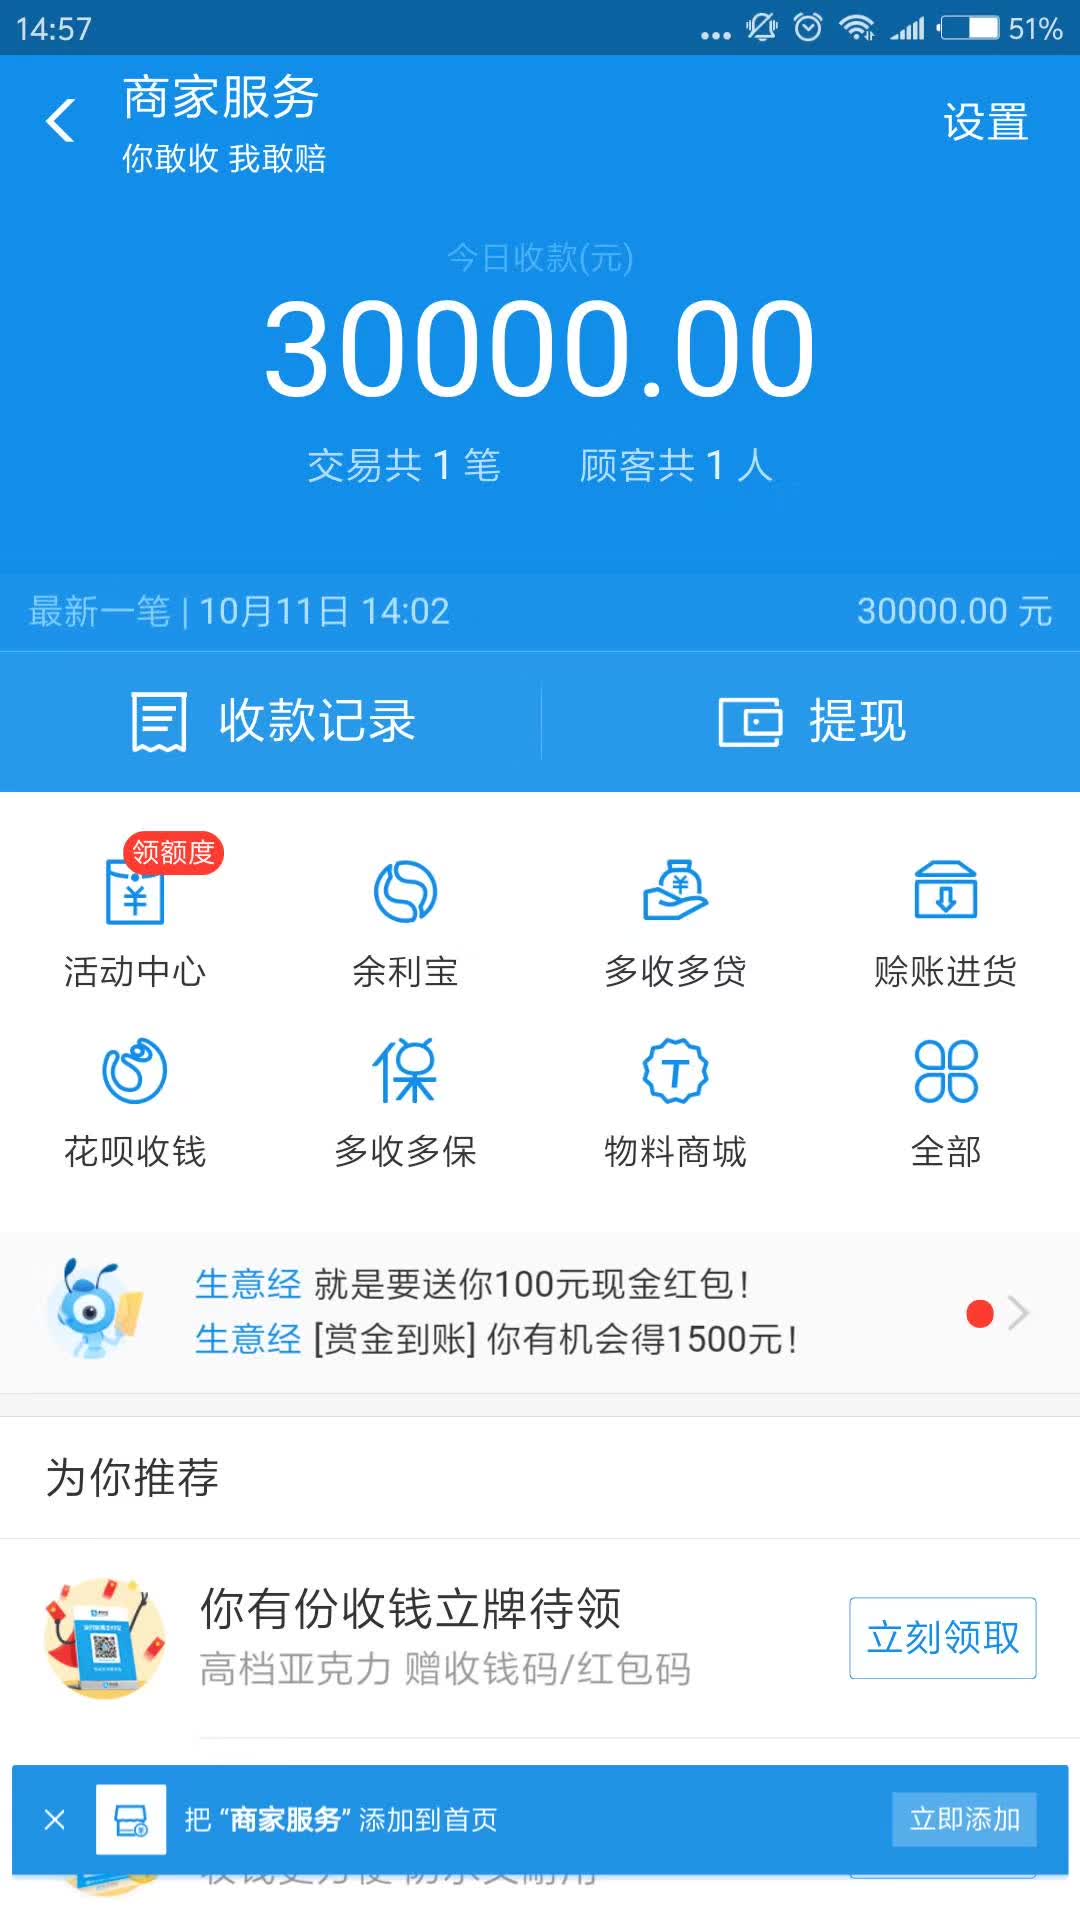 14:57
51%
商家服务
你敢收 我敢赔
设置
今日收款(元)
30000.00
交易共 1 笔
顾客共 1 人
最新一笔 | 10月11日 14:02
30000.00 元
收款记录
提现
领额度
活动中心
余利宝
多收多贷
赊账进货
花呗收钱
多收多保
物料商城
全部
生意经 就是要送你100元现金红包！
生意经 [赏金到账] 你有机会得1500元！
为你推荐
你有份收钱立牌待领
高档亚克力 赠收钱码/红包码
立刻领取
把 “商家服务” 添加到首页
立即添加